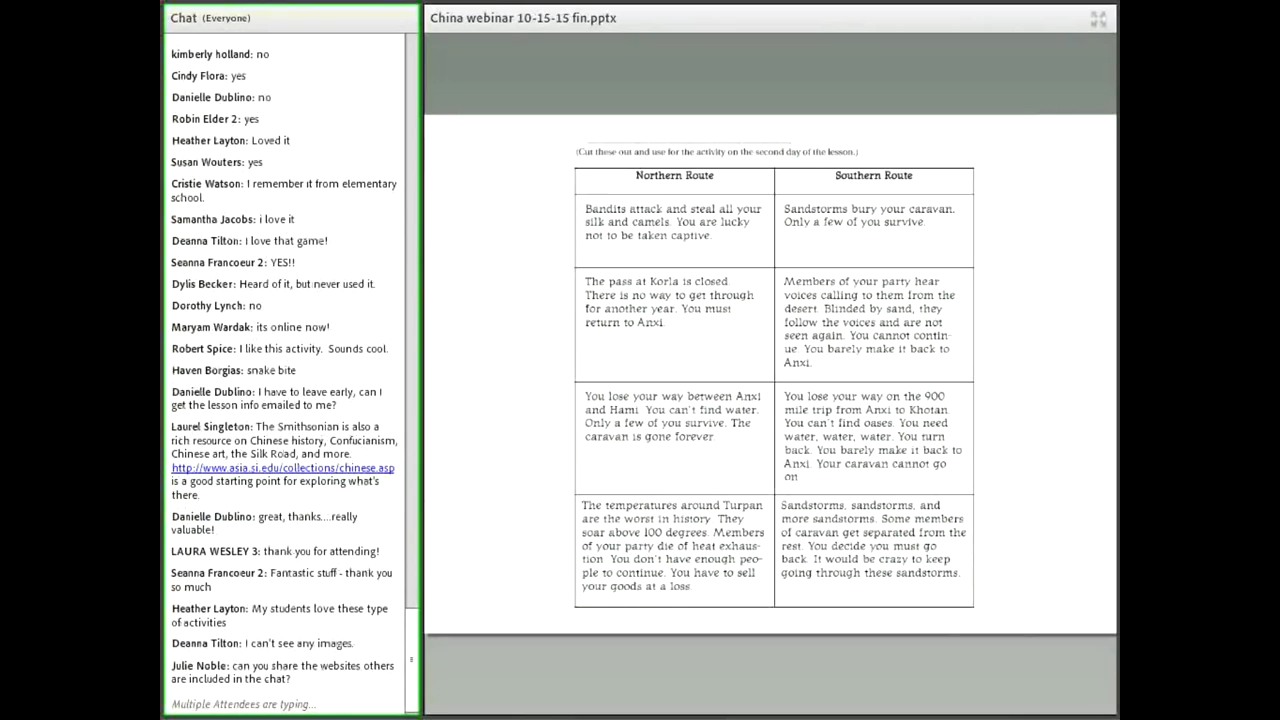 Chat (Everyone)
kimberly holland: no
Cindy Flora: yes
Danielle Dublino: no
Robin Elder 2: yes
Heather Layton: Loved it
Susan Wouters: yes
Cristie Watson: I remember it from elementary
school.
Samantha Jacobs: i love it
Deanna Tilton: I love that game!
Seanna Francoeur 2: YES!!
Dylis Becker: Heard of it, but never used it.
Dorothy Lynch: no
Maryam Wardak: its online now!
Robert Spice: I like this activity. Sounds cool.
Haven Borgias: snake bite
Danielle Dublino: I have to leave early, can I
get the lesson info emailed to me?
Laurel Singleton: The Smithsonian is also a
rich resource on Chinese history, Confucianism,
Chinese art, the Silk Road, and more.
http://www.asia.si.edu/collections/chinese.asp
is a good starting point for exploring what's
there.
Danielle Dublino: great, thanks....really
valuable!
LAURA WESLEY 3: thank you for attending!
Seanna Francoeur 2: Fantastic stuff - thank you
so much
Heather Layton: My students love these type
of activities
Deanna Tilton: I can't see any images.
Julie Noble: can you share the websites others
are included in the chat?
Multiple Attendees are typing...
China webinar 10-15-15 fin.pptx
(Cut these out and use for the activity on the second day of the lesson.)
Northern Route
Southern Route
Bandits attack and steal all your
silk and camels. You are lucky
not to be taken captive.
Sandstorms bury your caravan.
Only a few of you survive.
The pass at Korla is closed.
There is no way to get through
for another year. You must
return to Anxi.
Members of your party hear
voices calling to them from the
desert. Blinded by sand, they
follow the voices and are not
seen again. You cannot contin-
ue. You barely make it back to
Anxi.
You lose your way between Anxi
and Hami. You can't find water.
Only a few of you survive. The
caravan is gone forever.
You lose your way on the 900
mile trip from Anxi to Khotan.
You can't find oases. You need
water, water, water. You turn
back. You barely make it back to
Anxi. Your caravan cannot go
on.
The temperatures around Turpan
are the worst in history. They
soar above 100 degrees. Members
of your party die of heat exhaus-
tion. You don't have enough peo-
ple to continue. You have to sell
your goods at a loss.
Sandstorms, sandstorms, and
more sandstorms. Some members
of caravan get separated from the
rest. You decide you must go
back. It would be crazy to keep
going through these sandstorms.